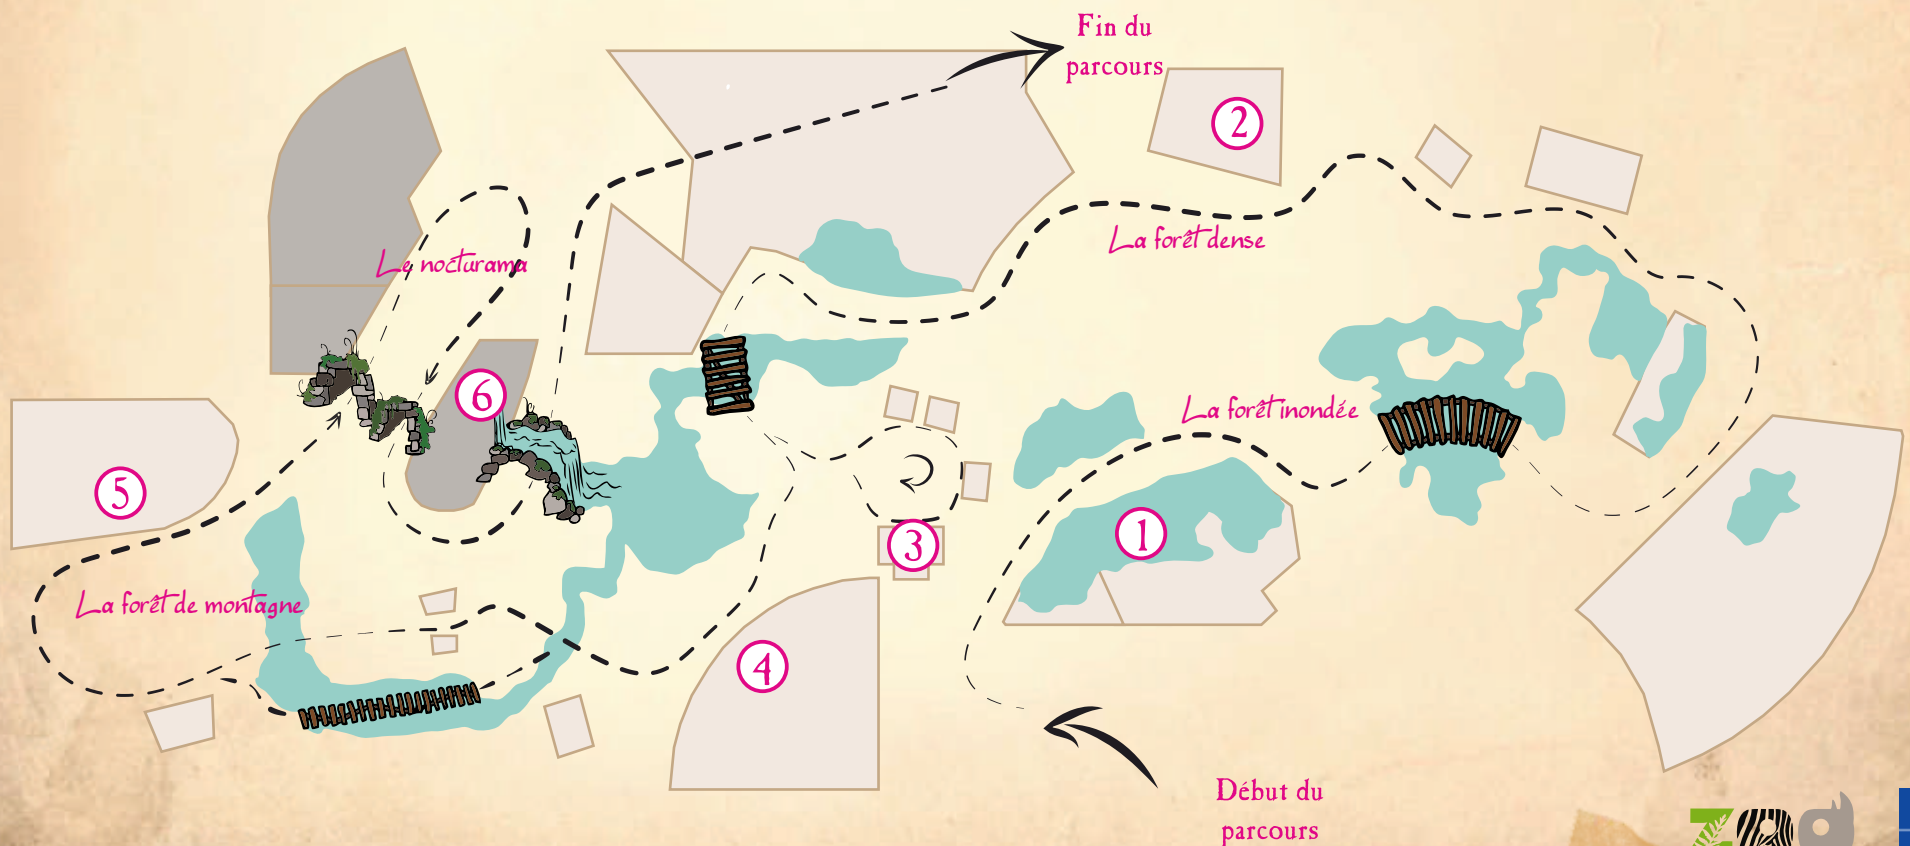 Fin du
parcours
2
La forêt dense
Le nocturama
6
La forêt inondée
5
3
1
La forêt de montagne
4
Début du
parcours
ZOO